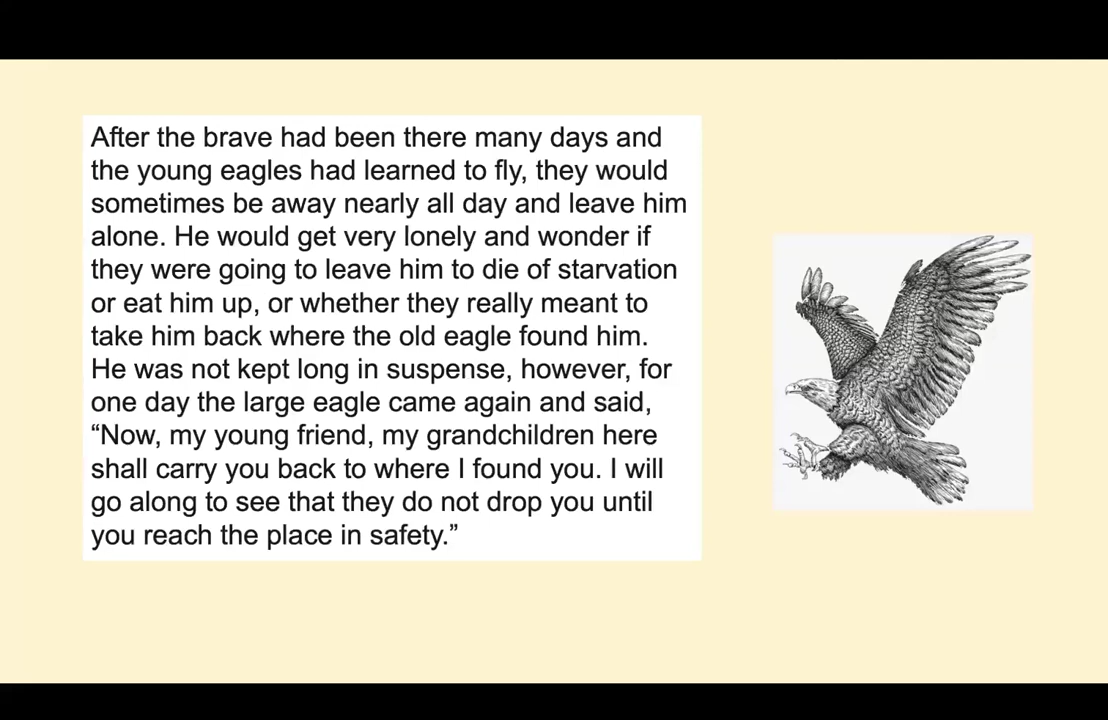 After the brave had been there many days and
the young eagles had learned to fly, they would
sometimes be away nearly all day and leave him
alone. He would get very lonely and wonder if
they were going to leave him to die of starvation
or eat him up, or whether they really meant to
take him back where the old eagle found him.
He was not kept long in suspense, however, for
one day the large eagle came again and said,
“Now, my young friend, my grandchildren here
shall carry you back to where I found you. I will
go along to see that they do not drop you until
you reach the place in safety.”